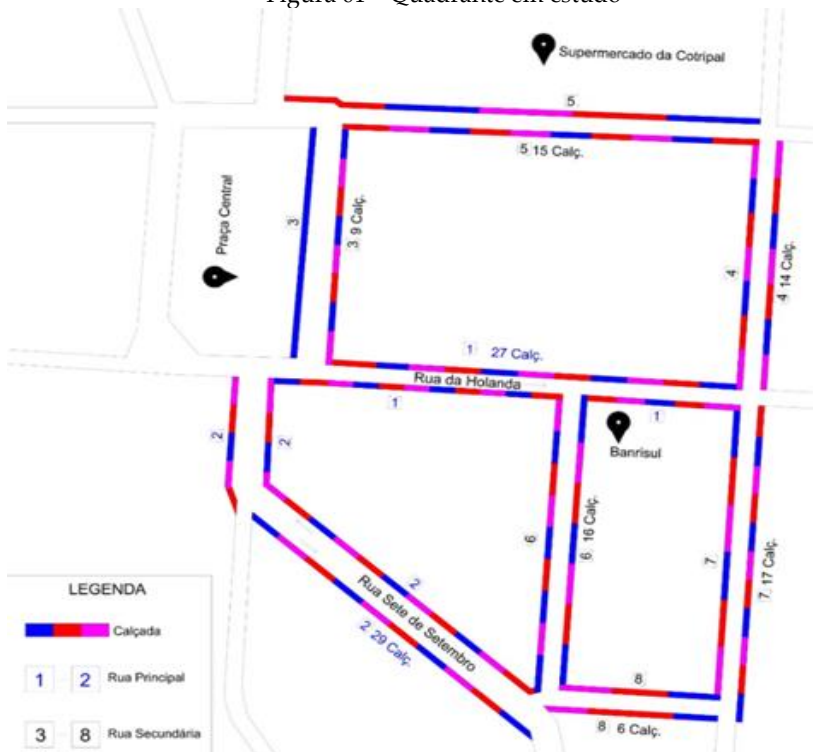 Figura 01 – Quadrante em estudo
Supermercado da Cotripal
5
5 15 Calç.
Praça Central
3
3 9 Calç.
4
4 14 Calç.
1 27 Calç.
Rua da Holanda
1
1
2
2
Banrisul
6
6 16 Calç.
7
7 17 Calç.
2
Rua Sete de Setembro
2 29 Calç.
8
8 6 Calç.
LEGENDA
Calçada
1 2 Rua Principal
3 8 Rua Secundária